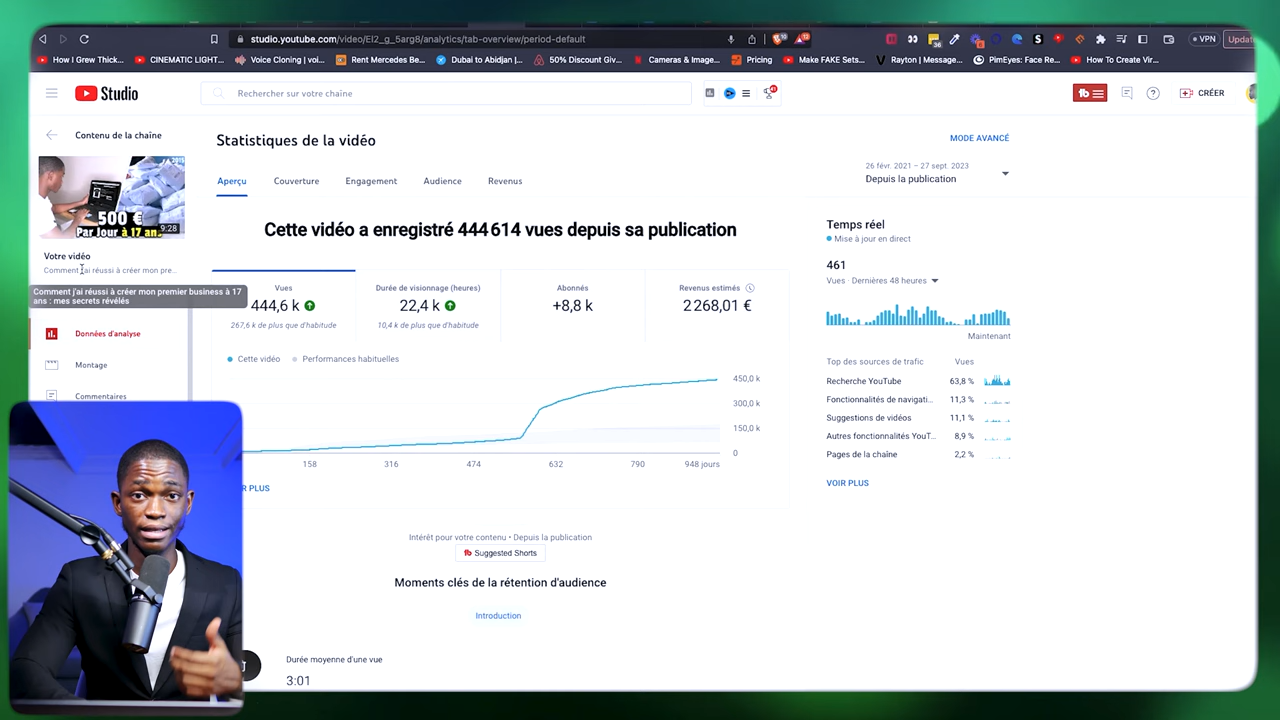 studio.youtube.com/video/EI2_g_5arg8/analytics/tab-overview/period-default
VPN
Update
How I Grew Thick...
CINEMATIC LIGHT...
Voice Cloning | voi...
Rent Mercedes Be...
Dubai to Abidjan |...
50% Discount Giv...
Cameras & Image...
Pricing
Make FAKE Sets...
Rayton | Message...
PimEyes: Face Re...
How To Create Vir...
Studio
Rechercher sur votre chaîne
CRÉER
Contenu de la chaîne
Statistiques de la vidéo
MODE AVANCÉ
26 févr. 2021 – 27 sept. 2023
Depuis la publication
Aperçu
Couverture
Engagement
Audience
Revenus
500 €
Par Jour à 17 ans
9:28
Cette vidéo a enregistré 444 614 vues depuis sa publication
Votre vidéo
Comment j'ai réussi à créer mon pre...
Comment j'ai réussi à créer mon premier business à 17
ans : mes secrets révélés
Vues
444,6 k
267,6 k de plus que d'habitude
Durée de visionnage (heures)
22,4 k
10,4 k de plus que d'habitude
Abonnés
+8,8 k
Revenus estimés
2 268,01 €
Temps réel
Mise à jour en direct
461
Vues · Dernières 48 heures
Maintenant
Données d'analyse
Montage
Commentaires
Cette vidéo
Performances habituelles
450,0 k
300,0 k
150,0 k
0
158
316
474
632
790
948 jours
R PLUS
Top des sources de trafic
Vues
Recherche YouTube
63,8 %
Fonctionnalités de navigati...
11,3 %
Suggestions de vidéos
11,1 %
Autres fonctionnalités YouT...
8,9 %
Pages de la chaîne
2,2 %
VOIR PLUS
Intérêt pour votre contenu • Depuis la publication
Suggested Shorts
Moments clés de la rétention d'audience
Introduction
Durée moyenne d'une vue
3:01